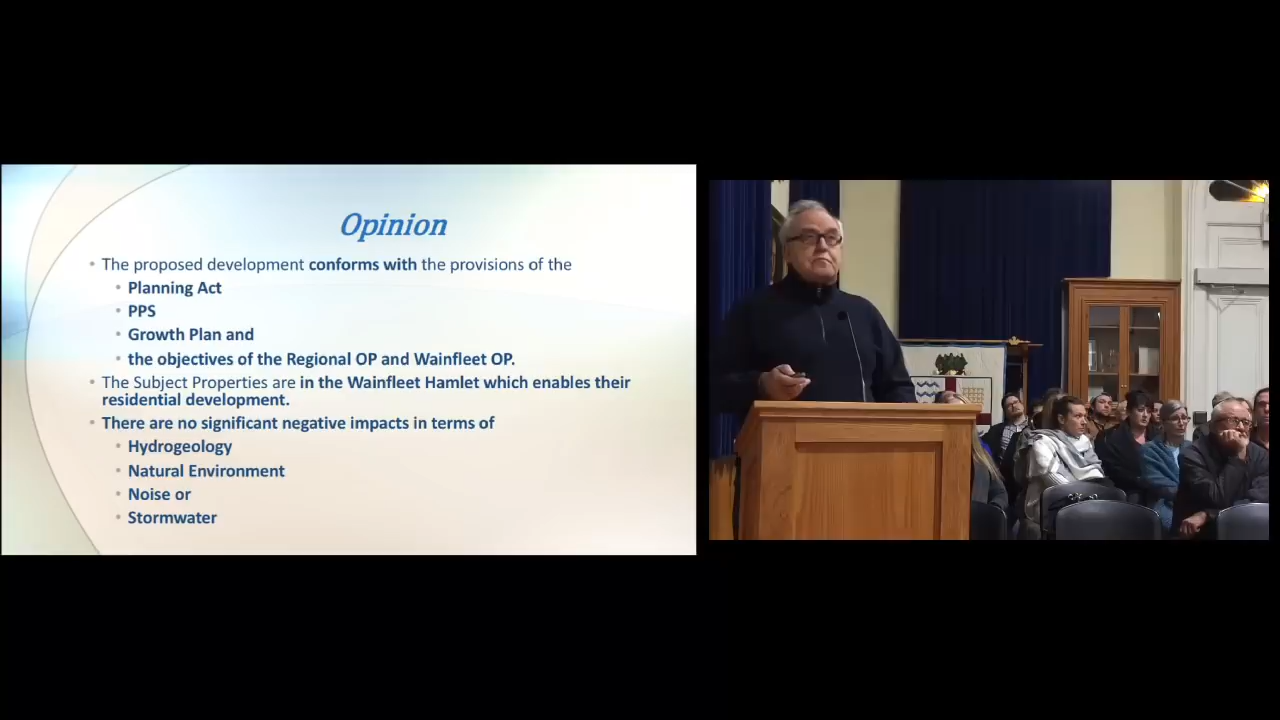 Opinion
• The proposed development conforms with the provisions of the
• Planning Act
• PPS
• Growth Plan and
• the objectives of the Regional OP and Wainfleet OP.
• The Subject Properties are in the Wainfleet Hamlet which enables their
residential development.
• There are no significant negative impacts in terms of
• Hydrogeology
• Natural Environment
• Noise or
• Stormwater